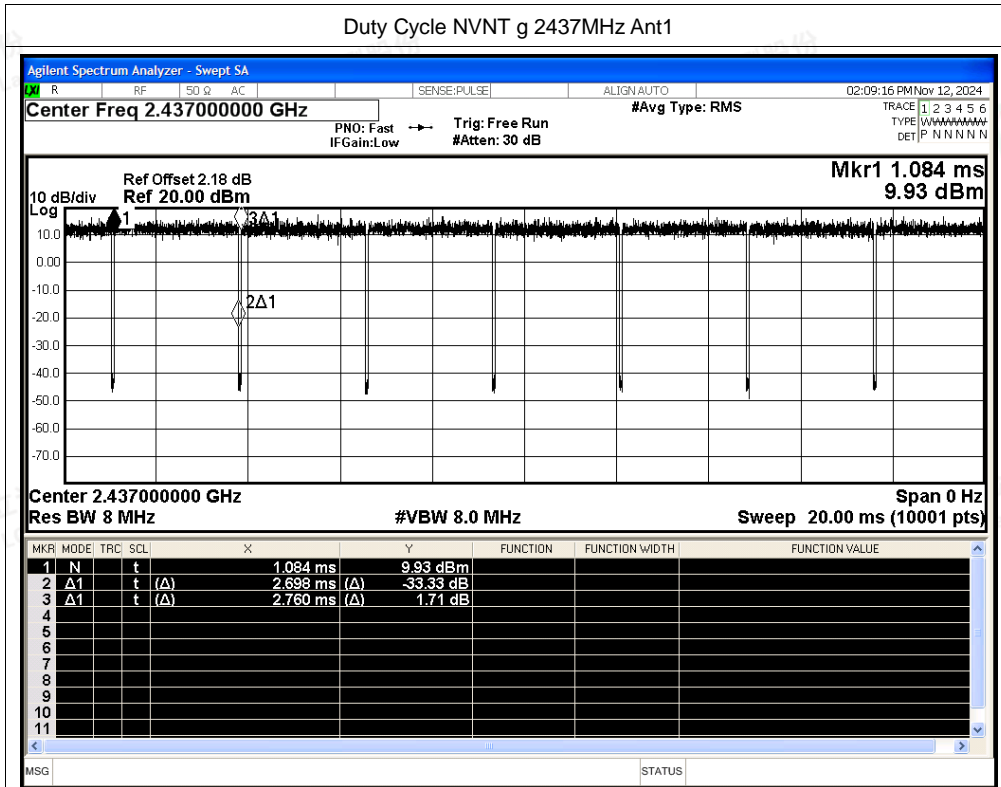 Duty Cycle NVNT g 2437MHz Ant1
Agilent Spectrum Analyzer - Swept SA
LXI R RF 50 Ω AC SENSE:PULSE ALIGN AUTO 02:09:16 PM Nov 12, 2024
Center Freq 2.437000000 GHz #Avg Type: RMS TRACE 1 2 3 4 5 6
PNO: Fast Trig: Free Run TYPE WWWWWW
IFGain:Low #Atten: 30 dB DET P N N N N N
Mkr1 1.084 ms
Ref Offset 2.18 dB
10 dB/div Ref 20.00 dBm 9.93 dBm
Log
1 3Δ1
10.0
0.00
-10.0
2Δ1
-20.0
-30.0
-40.0
-50.0
-60.0
-70.0
Center 2.437000000 GHz Span 0 Hz
Res BW 8 MHz #VBW 8.0 MHz Sweep 20.00 ms (10001 pts)
MKR MODE TRC SCL X Y FUNCTION FUNCTION WIDTH FUNCTION VALUE
1 N t 1.084 ms 9.93 dBm
2 Δ1 t (Δ) 2.698 ms (Δ) -33.33 dB
3 Δ1 t (Δ) 2.760 ms (Δ) 1.71 dB
4
5
6
7
8
9
10
11
MSG STATUS